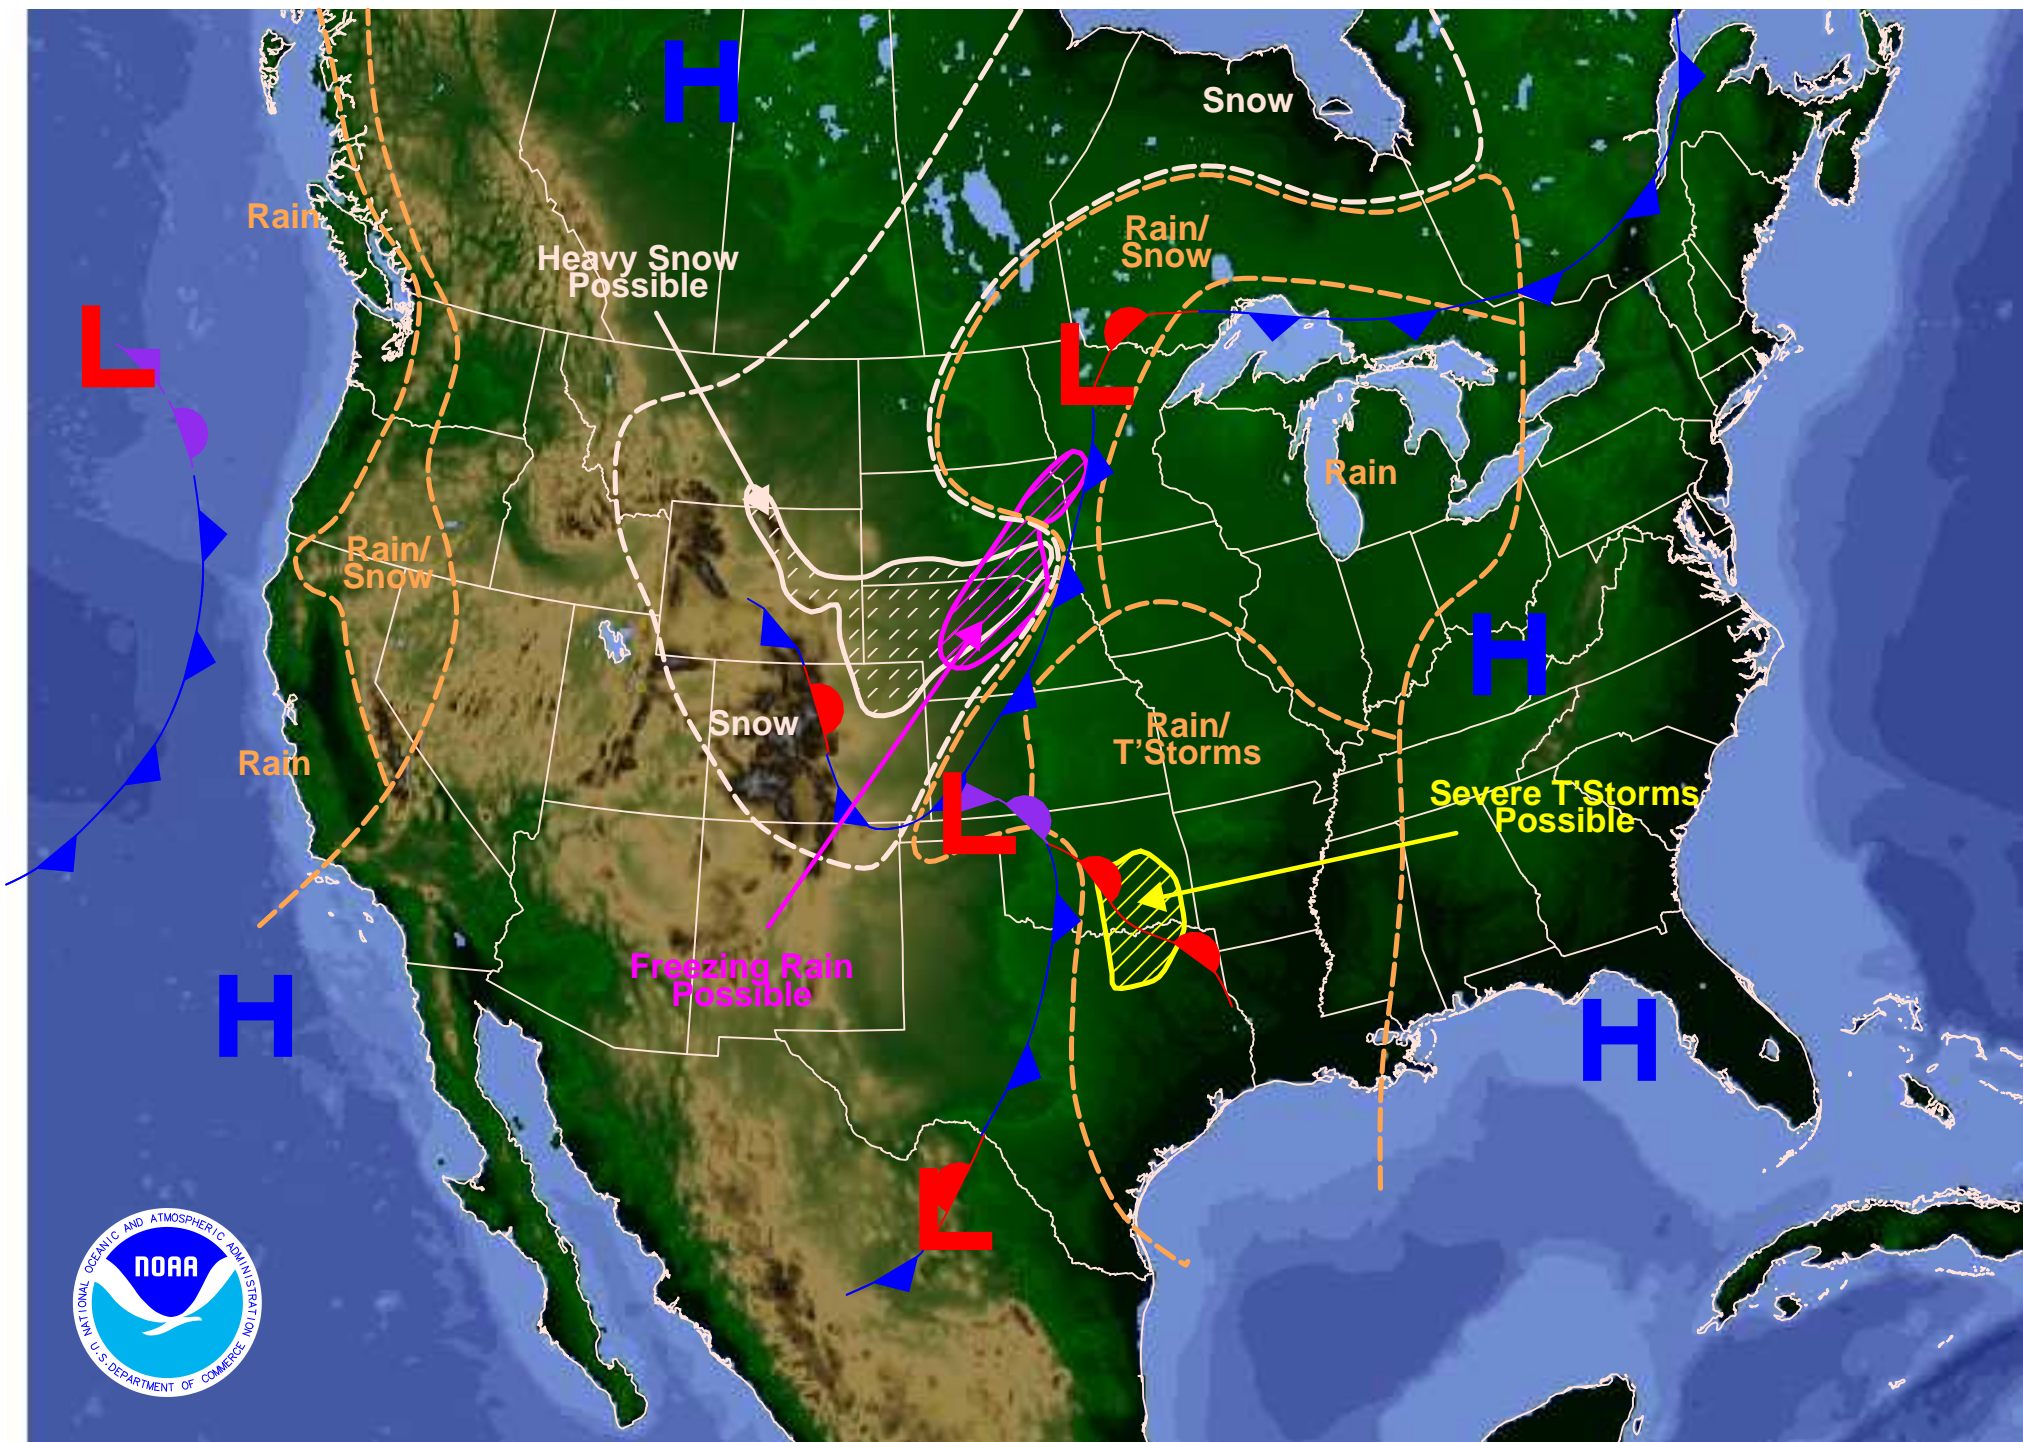 H
Snow
Rain
Rain/
Snow
Heavy Snow
Possible
L
L
Rain
Rain/
Snow
H
Snow
Rain/
T'Storms
Rain
Severe T'Storms
Possible
L
Freezing Rain
Possible
H
H
L
NATIONAL OCEANIC AND ATMOSPHERIC ADMINISTRATION
NOAA
U.S. DEPARTMENT OF COMMERCE